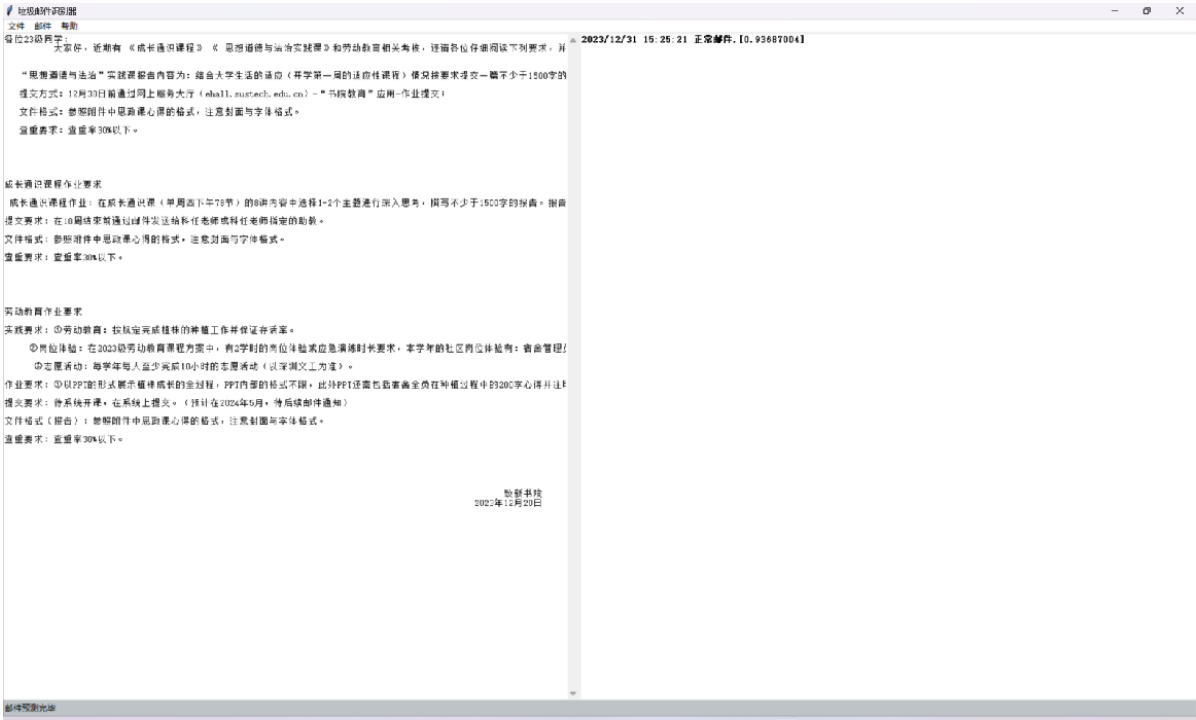 垃圾邮件识别器
文件 邮件 帮助
各位23级同学：
大家好，近期有 《成长通识课程》 《 思想道德与法治实践课》和劳动教育相关考核，还请各位仔细阅读下列要求，并
“思想道德与法治”实践课报告内容为：结合大学生活的适应（开学第一周的适应性课程）情况按要求提交一篇不少于1500字的
提交方式：12月30日前通过网上服务大厅（ehall.sustech.edu.cn）-“书院教育”应用-作业提交；
文件格式：参照附件中思政课心得的格式，注意封面与字体格式。
查重要求：查重率30%以下。
成长通识课程作业要求
成长通识课程作业：在成长通识课（单周西下午78节）的8讲内容中选择1-2个主题进行深入思考，撰写不少于1500字的报告。报告
提交要求：在18周结束前通过邮件发送给科任老师或科任老师指定的助教。
文件格式：参照附件中思政课心得的格式，注意封面与字体格式。
查重要求：查重率30%以下。
劳动教育作业要求
实践要求：①劳动教育：按规定完成植株的种植工作并保证存活率。
②岗位体验：在2023级劳动教育课程方案中，有2学时的岗位体验或应急演练时长要求，本学年的社区岗位体验有：宿舍管理员
③志愿活动：每学年每人至少完成10小时的志愿活动（以深圳义工为准）。
作业要求：①以PPT的形式展示植株成长的全过程，PPT内部的格式不限，此外PPT还需包括宿舍全员在种植过程中的200字心得并注明
提交要求：待系统开课，在系统上提交。（预计在2024年5月，待后续邮件通知）
文件格式（报告）：参照附件中思政课心得的格式，注意封面与字体格式。
查重要求：查重率30%以下。
书院
2023年12月20日
2023/12/31 15:25:21 正常邮件.[0.93687004]
邮件预测完毕